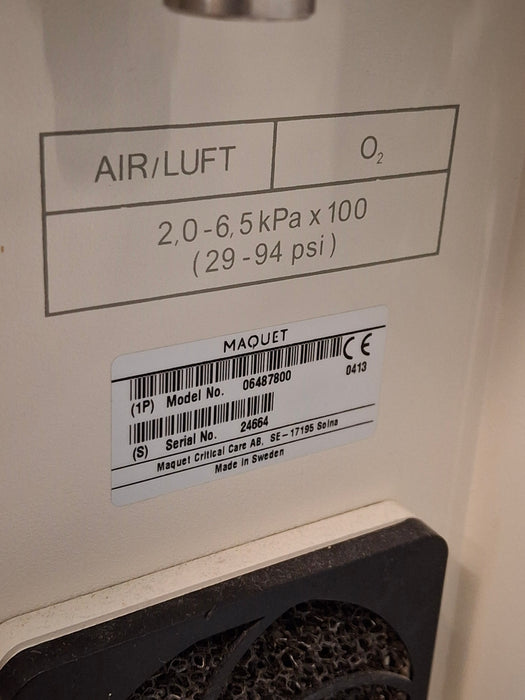 AIR/LUFT
O₂
2,0-6,5 kPa x 100
(29-94 psi)
MAQUET
(1P) Model No. 06487800
0413
(S) Serial No. 24664
Maquet Critical Care AB, SE-17195 Solna
Made in Sweden
CE